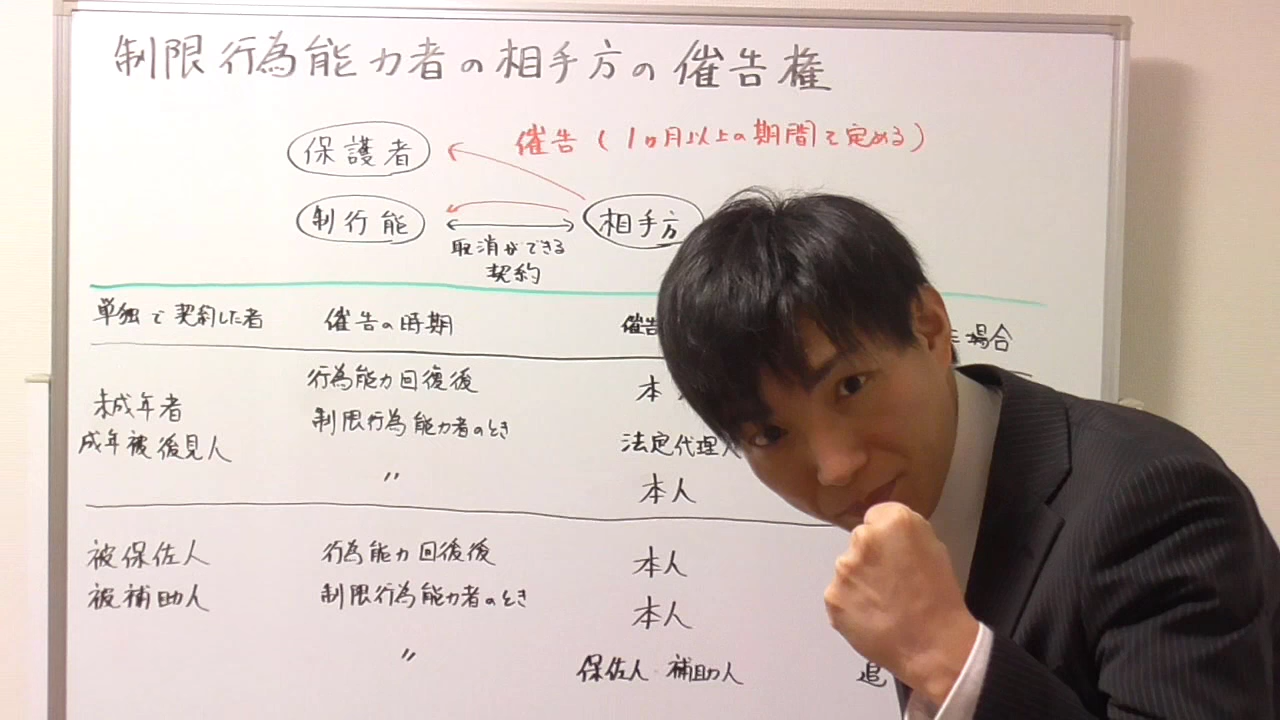 制限行為能力者の相手方の催告権
催告(1ヶ月以上の期間で定める)
保護者
制行能
相手方
取消ができる
契約
単独で契約した者 催告の時期 催告 場合
行為能力回復後 本
未成年者 制限行為能力者のとき 法定代理人
成年被後見人
〃 本人
被保佐人 行為能力回復後 本人
被補助人 制限行為能力者のとき 本人
〃 保佐人・補助人 追